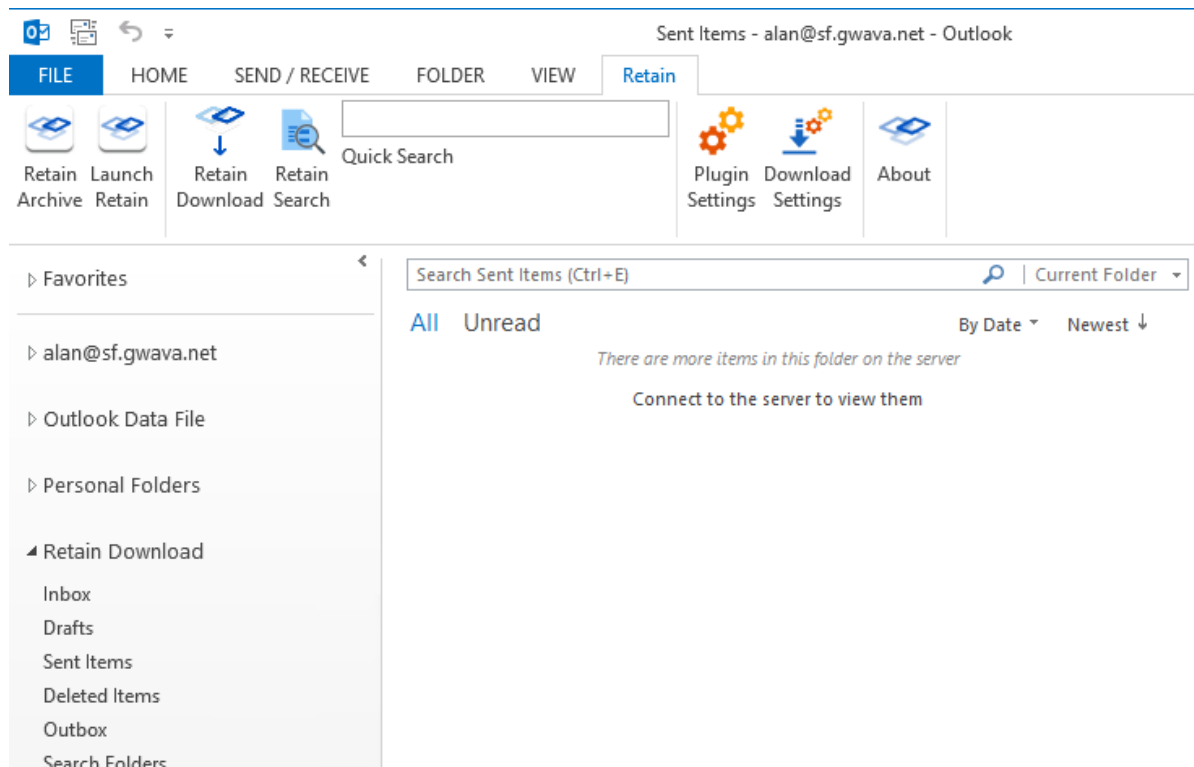 Sent Items - alan@sf.gwava.net - Outlook
FILE HOME SEND / RECEIVE FOLDER VIEW Retain
Retain Archive
Launch Retain
Retain Download
Retain Search
Quick Search
Plugin Settings
Download Settings
About
Favorites
alan@sf.gwava.net
Outlook Data File
Personal Folders
Retain Download
Inbox
Drafts
Sent Items
Deleted Items
Outbox
Search Folders
Search Sent Items (Ctrl+E) Current Folder
All Unread By Date Newest
There are more items in this folder on the server
Connect to the server to view them